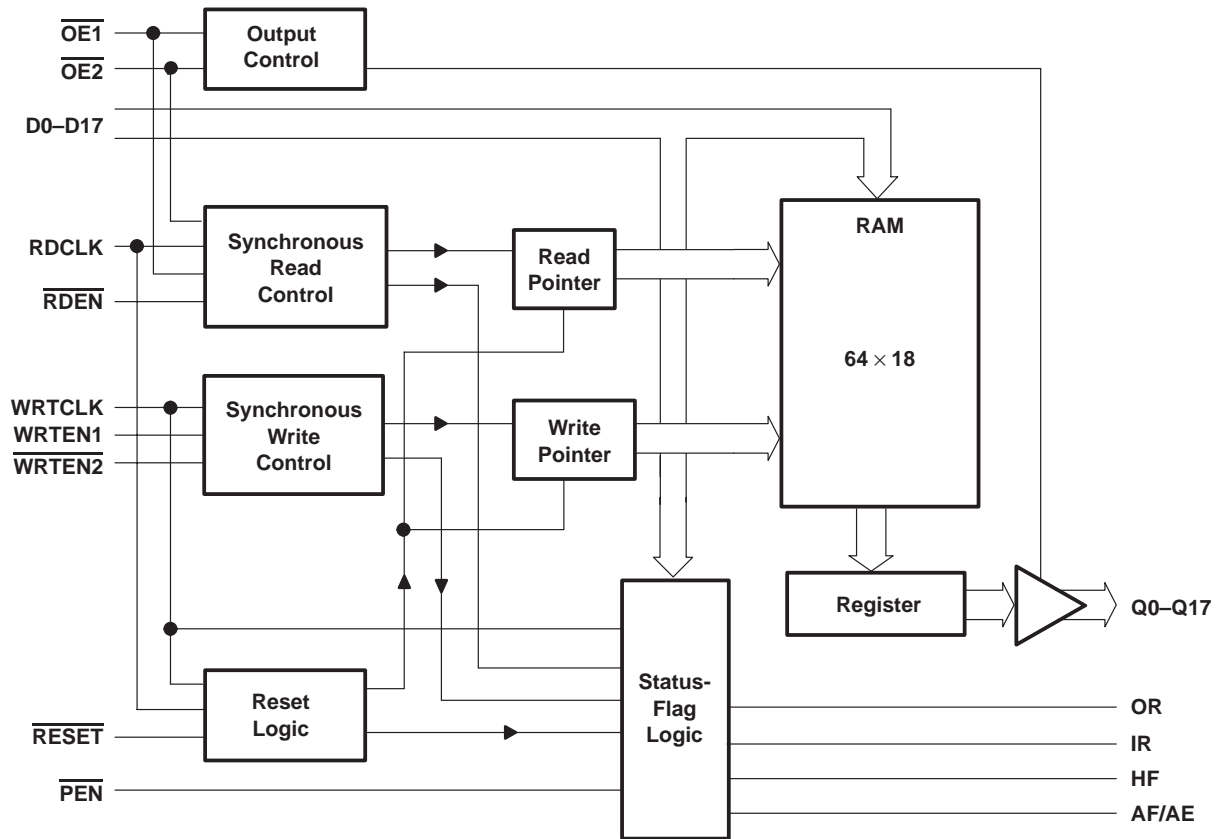 OE1
OE2
Output
Control
D0–D17
RDCLK
RDEN
Synchronous
Read
Control
Read
Pointer
RAM
64 × 18
WRTCLK
WRTEN1
WRTEN2
Synchronous
Write
Control
Write
Pointer
Register
Q0–Q17
RESET
PEN
Reset
Logic
Status-
Flag
Logic
OR
IR
HF
AF/AE